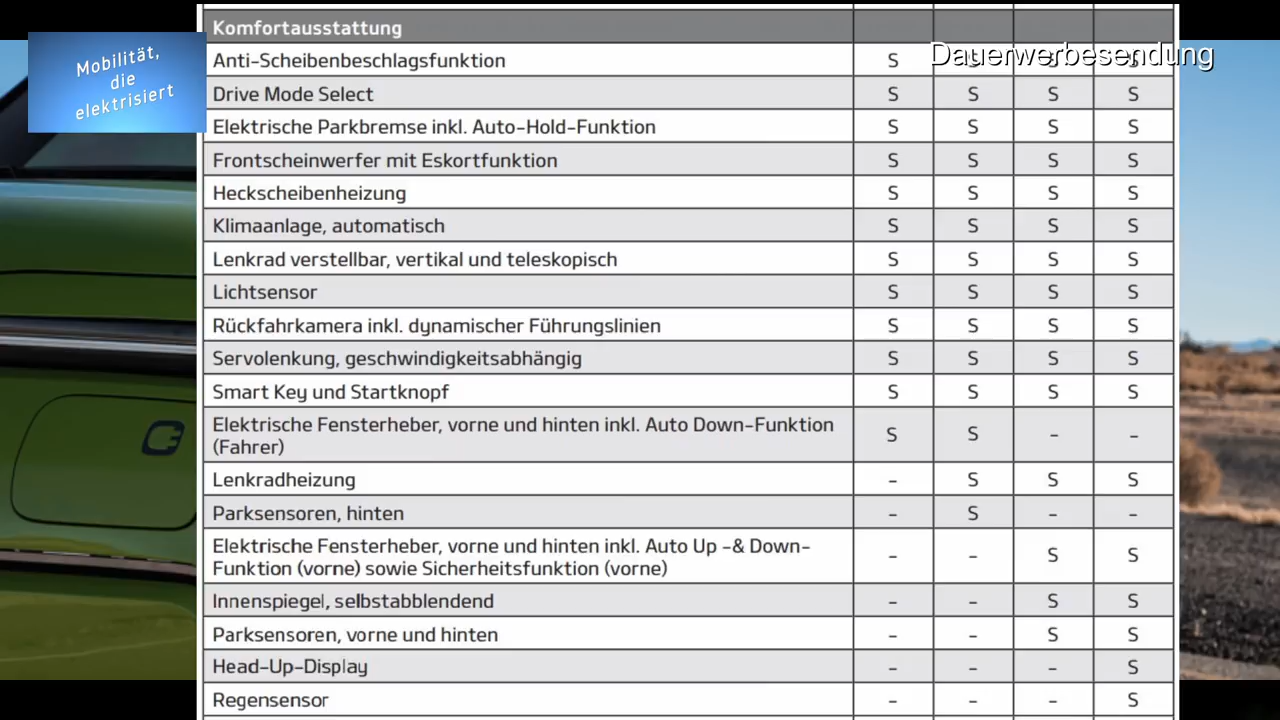 Komfortausstattung
Dauerwerbesendung
Mobilität,
die
elektrisiert
Anti-Scheibenbeschlagsfunktion S S S S
Drive Mode Select S S S S
Elektrische Parkbremse inkl. Auto-Hold-Funktion S S S S
Frontscheinwerfer mit Eskortfunktion S S S S
Heckscheibenheizung S S S S
Klimaanlage, automatisch S S S S
Lenkrad verstellbar, vertikal und teleskopisch S S S S
Lichtsensor S S S S
Rückfahrkamera inkl. dynamischer Führungslinien S S S S
Servolenkung, geschwindigkeitsabhängig S S S S
Smart Key und Startknopf S S S S
Elektrische Fensterheber, vorne und hinten inkl. Auto Down-Funktion
(Fahrer) S S - -
Lenkradheizung - S S S
Parksensoren, hinten - S - -
Elektrische Fensterheber, vorne und hinten inkl. Auto Up -& Down-
Funktion (vorne) sowie Sicherheitsfunktion (vorne) - - S S
Innenspiegel, selbstabblendend - - S S
Parksensoren, vorne und hinten - - S S
Head-Up-Display - - - S
Regensensor - - - S